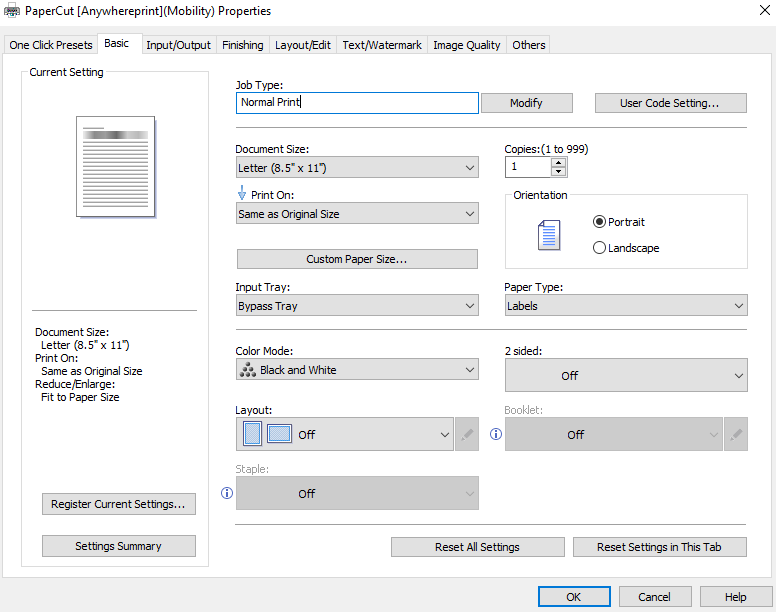 PaperCut [Anywhereprint](Mobility) Properties
One Click Presets Basic Input/Output Finishing Layout/Edit Text/Watermark Image Quality Others
Current Setting
Document Size:
Letter (8.5" x 11")
Print On:
Same as Original Size
Reduce/Enlarge:
Fit to Paper Size
Register Current Settings...
Settings Summary
Job Type:
Normal Print
Modify
User Code Setting...
Document Size:
Letter (8.5" x 11")
Copies:(1 to 999)
1
Print On:
Same as Original Size
Orientation
Portrait
Landscape
Custom Paper Size...
Input Tray:
Bypass Tray
Paper Type:
Labels
Color Mode:
Black and White
2 sided:
Off
Layout:
Off
Booklet:
Off
Staple:
Off
Reset All Settings
Reset Settings in This Tab
OK
Cancel
Help